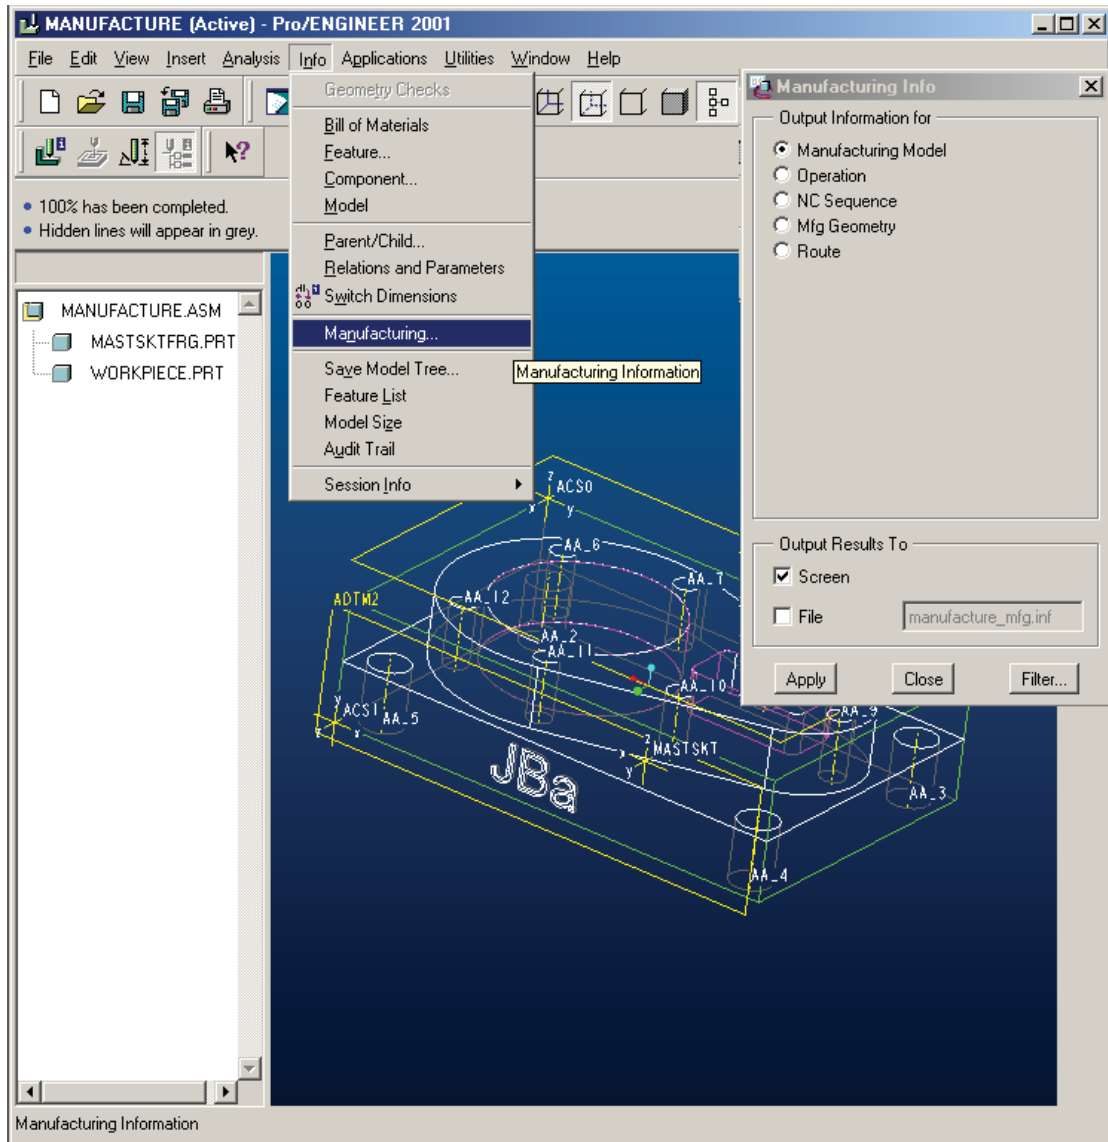 MANUFACTURE (Active) - Pro/ENGINEER 2001
File Edit View Insert Analysis Info Applications Utilities Window Help
Geometry Checks
Bill of Materials
Feature...
Component...
Model
Parent/Child...
Relations and Parameters
Switch Dimensions
Manufacturing...
Manufacturing Information
Save Model Tree...
Feature List
Model Size
Audit Trail
Session Info
100% has been completed.
Hidden lines will appear in grey.
MANUFACTURE.ASM
MASTSKTFRG.PRT
WORKPIECE.PRT
Manufacturing Info
Output Information for
Manufacturing Model
Operation
NC Sequence
Mfg Geometry
Route
Output Results To
Screen
File manufacture_mfg.inf
Apply Close Filter...
z ACS0
x y
AA_6
AA_7
ADTM2
AA_12
AA_2
AA_11
AA_10
AA_9
y ACS1 AA_5
z x
z MASTSKT
x
y
JBa
AA_3
AA_4
Manufacturing Information